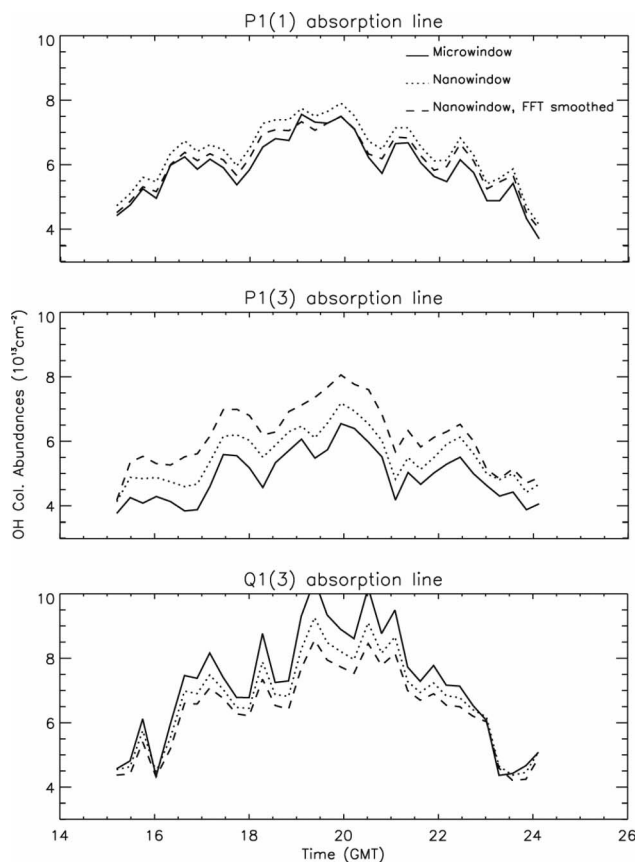 P1(1) absorption line
10
8
6
4
Microwindow
Nanowindow
Nanowindow, FFT smoothed
P1(3) absorption line
10
8
6
4
OH Col. Abundances (10¹³cm⁻²)
Q1(3) absorption line
10
8
6
4
14 16 18 20 22 24 26
Time (GMT)